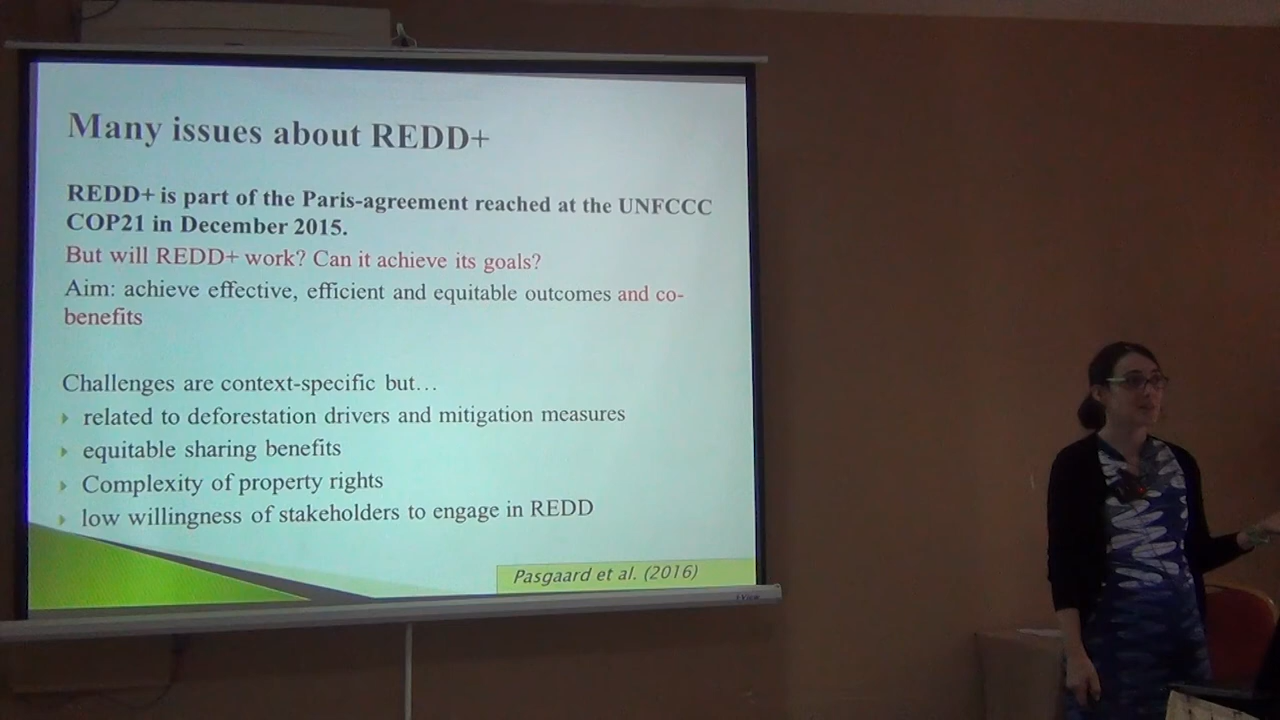 Many issues about REDD+
REDD+ is part of the Paris-agreement reached at the UNFCCC
COP21 in December 2015.
But will REDD+ work? Can it achieve its goals?
Aim: achieve effective, efficient and equitable outcomes and co-
benefits
Challenges are context-specific but…
related to deforestation drivers and mitigation measures
equitable sharing benefits
Complexity of property rights
low willingness of stakeholders to engage in REDD
Pasgaard et al. (2016)